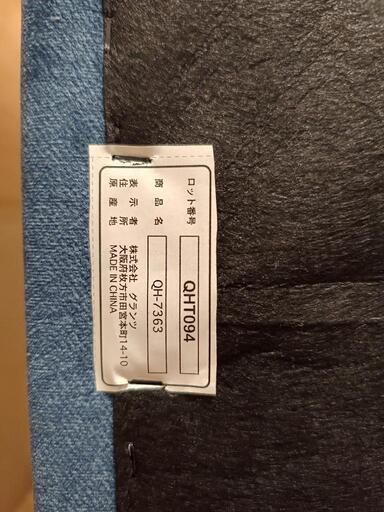 ロット番号 QHT094
商品名 QH-7363
表示者 株式会社 グランツ
住所 大阪府枚方市田宮本町14-10
原産地 MADE IN CHINA